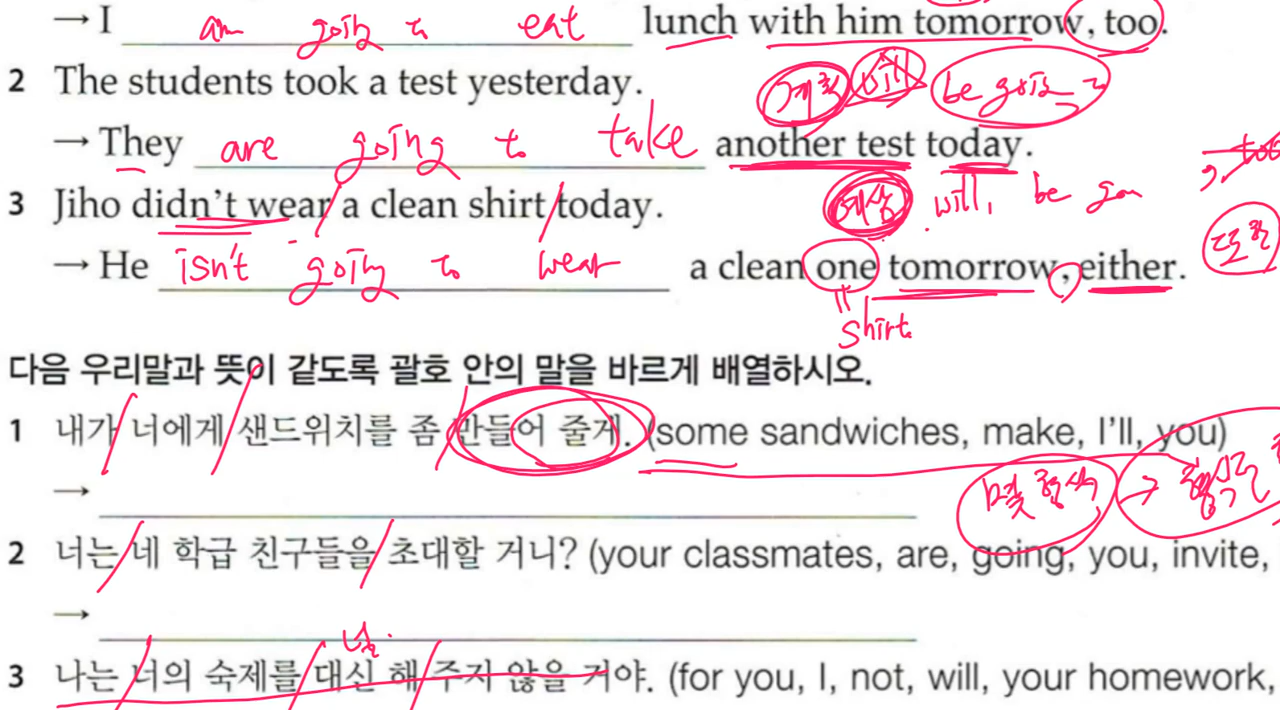 → I am going to eat lunch with him tomorrow, too.
2 The students took a test yesterday.
계획 will be going to
→ They are going to take another test today.
, too
3 Jiho didn't wear a clean shirt today.
예상 will, be gon
또한
→ He isn't going to wear a clean one tomorrow, either.
shirt
다음 우리말과 뜻이 같도록 괄호 안의 말을 바르게 배열하시오.
1 내가 너에게 샌드위치를 좀 만들어 줄게. (some sandwiches, make, I'll, you)
→
→
2 너는 네 학급 친구들을 초대할 거니? (your classmates, are, going, you, invite,
→
3 나는 너의 숙제를 대신 해 주지 않을 거야. (for you, I, not, will, your homework,